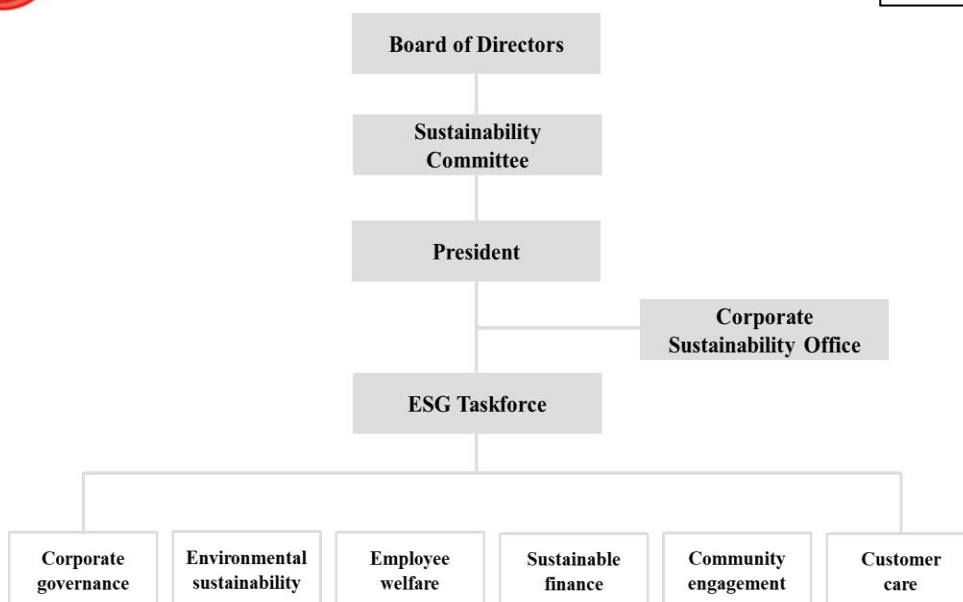 Board of Directors
Sustainability
Committee
President
Corporate
Sustainability Office
ESG Taskforce
Corporate
governance
Environmental
sustainability
Employee
welfare
Sustainable
finance
Community
engagement
Customer
care